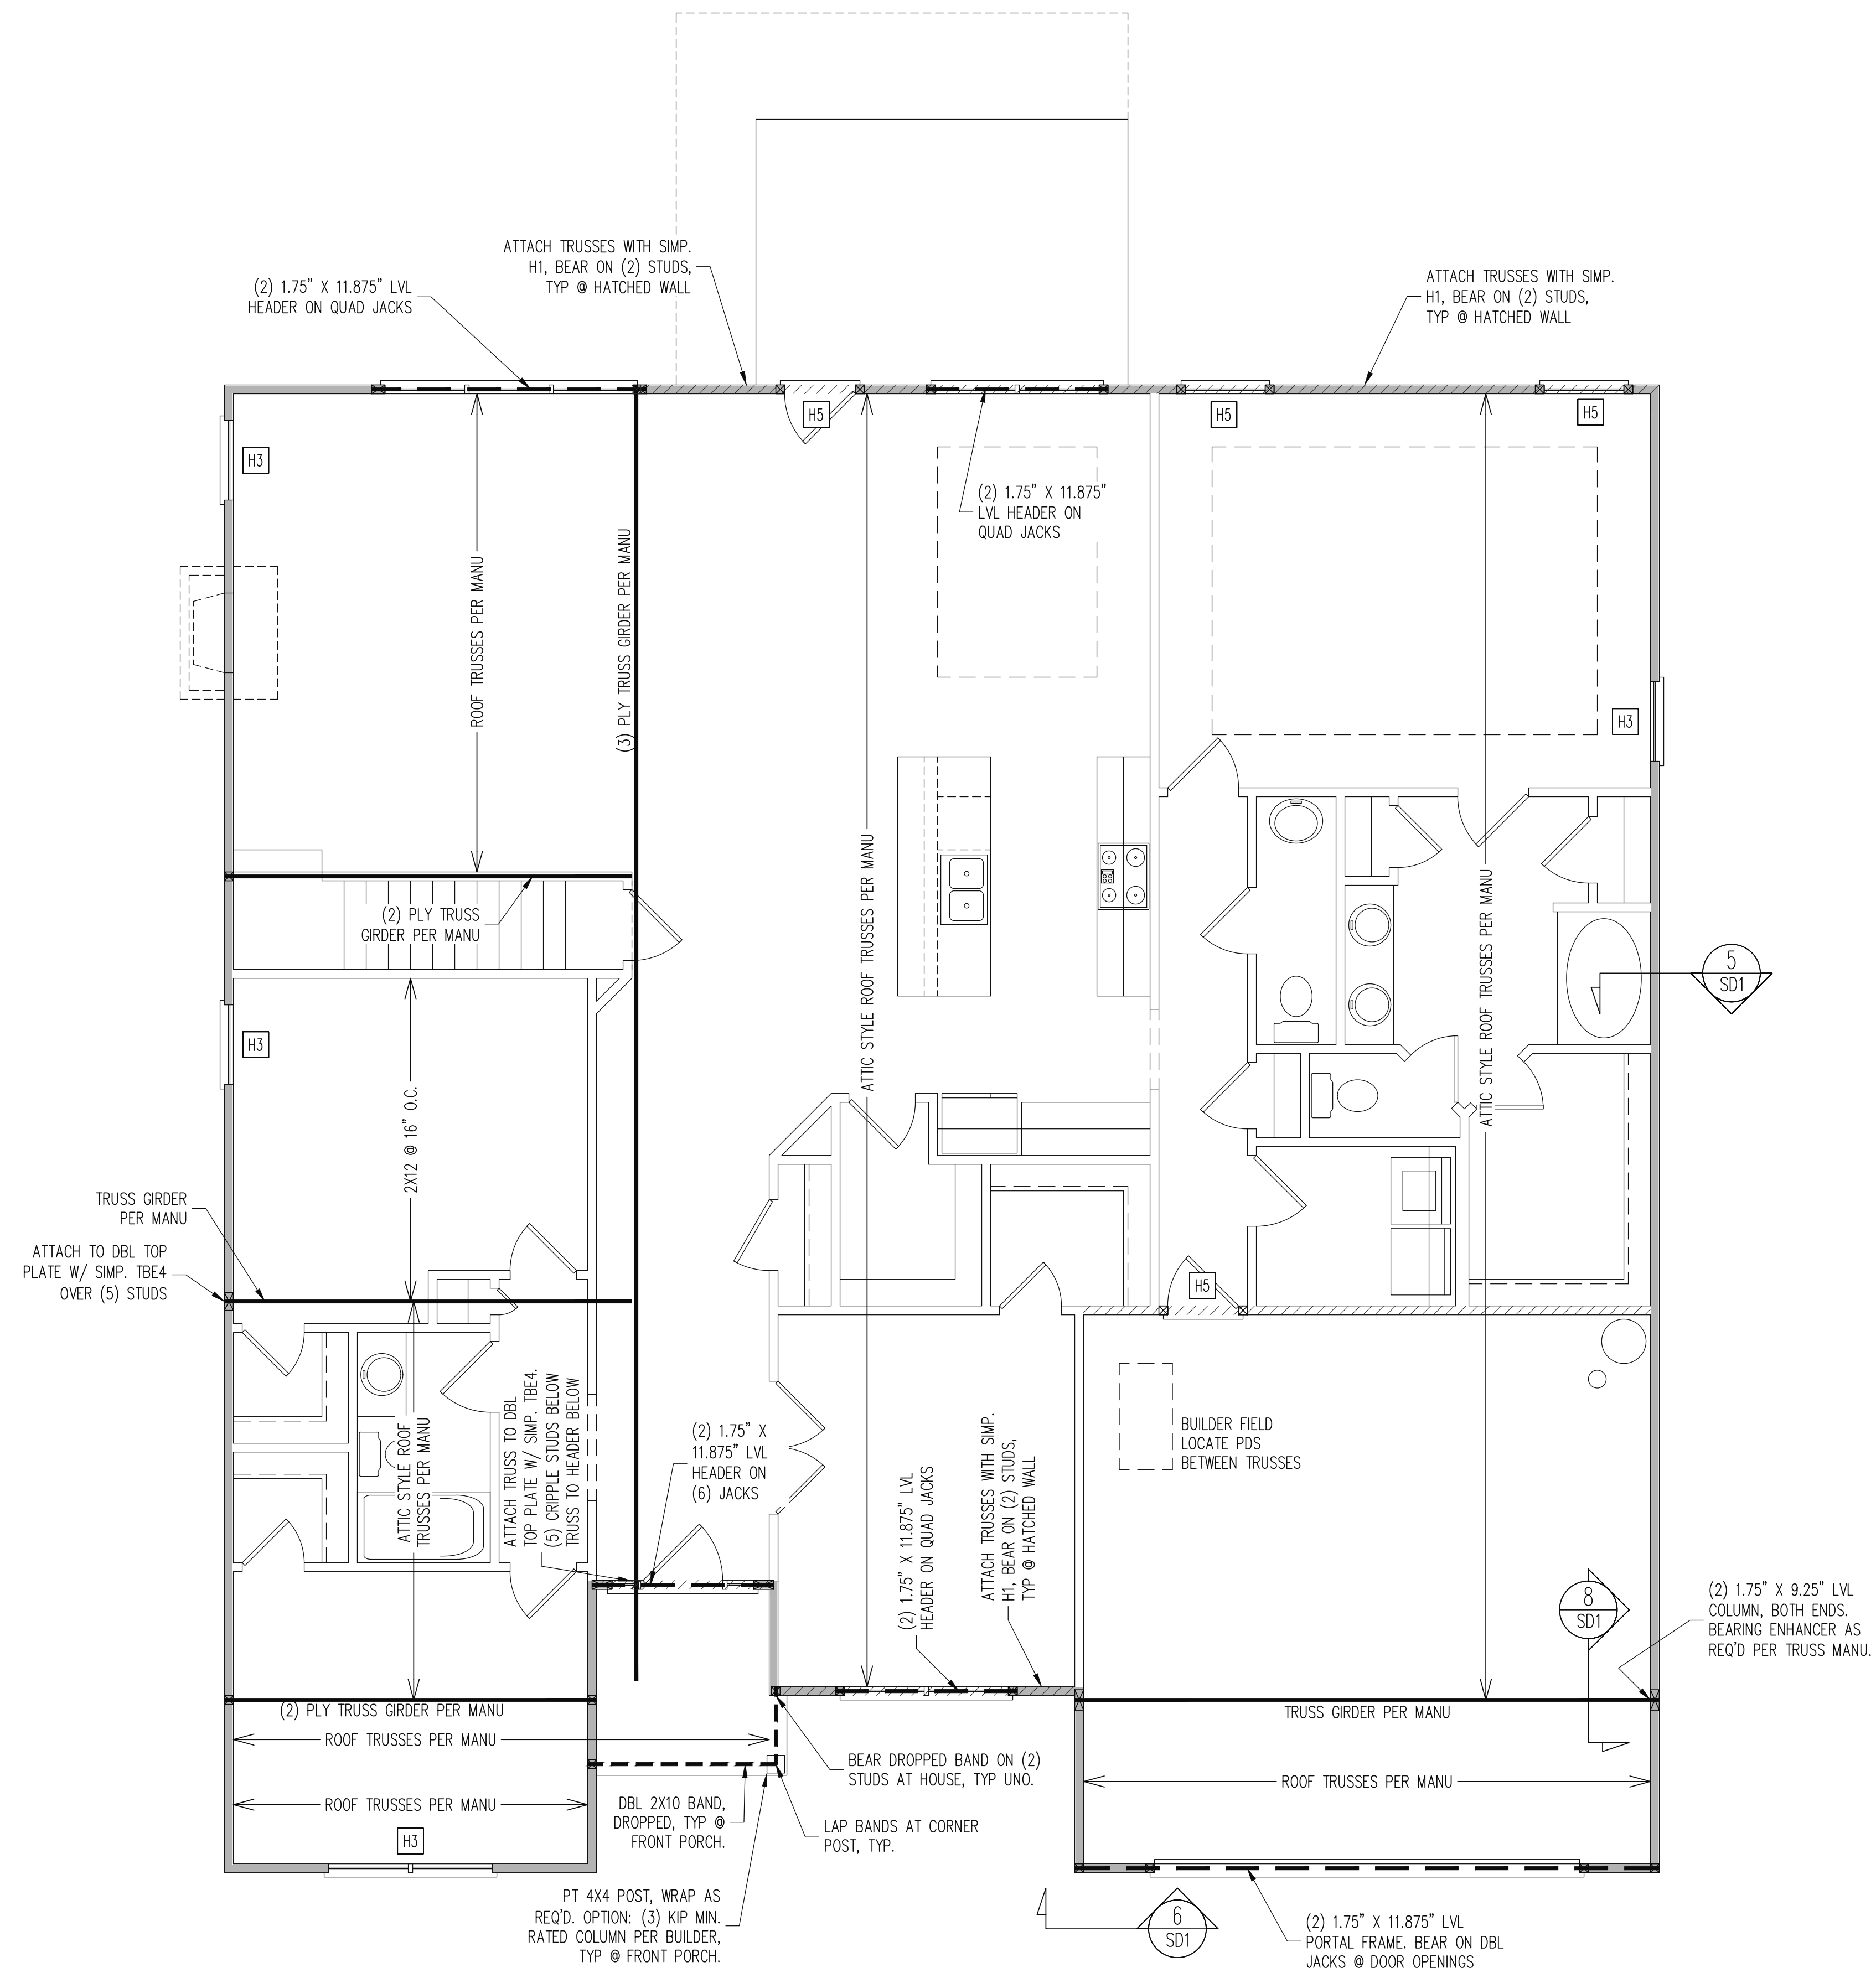 ATTACH TRUSSES WITH SIMP.
H1, BEAR ON (2) STUDS,
TYP @ HATCHED WALL
(2) 1.75" X 11.875" LVL
HEADER ON QUAD JACKS
ATTACH TRUSSES WITH SIMP.
H1, BEAR ON (2) STUDS,
TYP @ HATCHED WALL
H5
H5
H5
H3
(2) 1.75" X 11.875"
LVL HEADER ON
QUAD JACKS
ROOF TRUSSES PER MANU
(3) PLY TRUSS GIRDER PER MANU
H3
ATTIC STYLE ROOF TRUSSES PER MANU
ATTIC STYLE ROOF TRUSSES PER MANU
(2) PLY TRUSS
GIRDER PER MANU
5
SD1
H3
2X12 @ 16" O.C.
TRUSS GIRDER
PER MANU
ATTACH TO DBL TOP
PLATE W/ SIMP. TBE4
OVER (5) STUDS
H5
ATTIC STYLE ROOF
TRUSSES PER MANU
ATTACH TRUSS TO DBL
TOP PLATE W/ SIMP. TBE4.
(5) CRIPPLE STUDS BELOW
TRUSS TO HEADER BELOW
(2) 1.75" X
11.875" LVL
HEADER ON
(6) JACKS
(2) 1.75" X 11.875" LVL
HEADER ON QUAD JACKS
ATTACH TRUSSES WITH SIMP.
H1, BEAR ON (2) STUDS,
TYP @ HATCHED WALL
BUILDER FIELD
LOCATE PDS
BETWEEN TRUSSES
8
SD1
(2) 1.75" X 9.25" LVL
COLUMN, BOTH ENDS.
BEARING ENHANCER AS
REQ'D PER TRUSS MANU.
(2) PLY TRUSS GIRDER PER MANU
TRUSS GIRDER PER MANU
ROOF TRUSSES PER MANU
BEAR DROPPED BAND ON (2)
STUDS AT HOUSE, TYP UNO.
ROOF TRUSSES PER MANU
ROOF TRUSSES PER MANU
DBL 2X10 BAND,
DROPPED, TYP @
FRONT PORCH.
LAP BANDS AT CORNER
POST, TYP.
H3
PT 4X4 POST, WRAP AS
REQ'D. OPTION: (3) KIP MIN.
RATED COLUMN PER BUILDER,
TYP @ FRONT PORCH.
6
SD1
(2) 1.75" X 11.875" LVL
PORTAL FRAME. BEAR ON DBL
JACKS @ DOOR OPENINGS